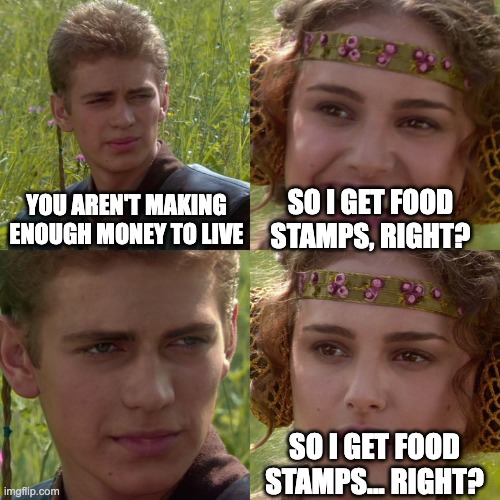 YOU AREN'T MAKING
ENOUGH MONEY TO LIVE
SO I GET FOOD
STAMPS, RIGHT?
SO I GET FOOD
STAMPS... RIGHT?
imgflip.com